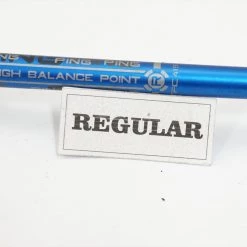 PING PING
HIGH BALANCE POINT R
REGULAR